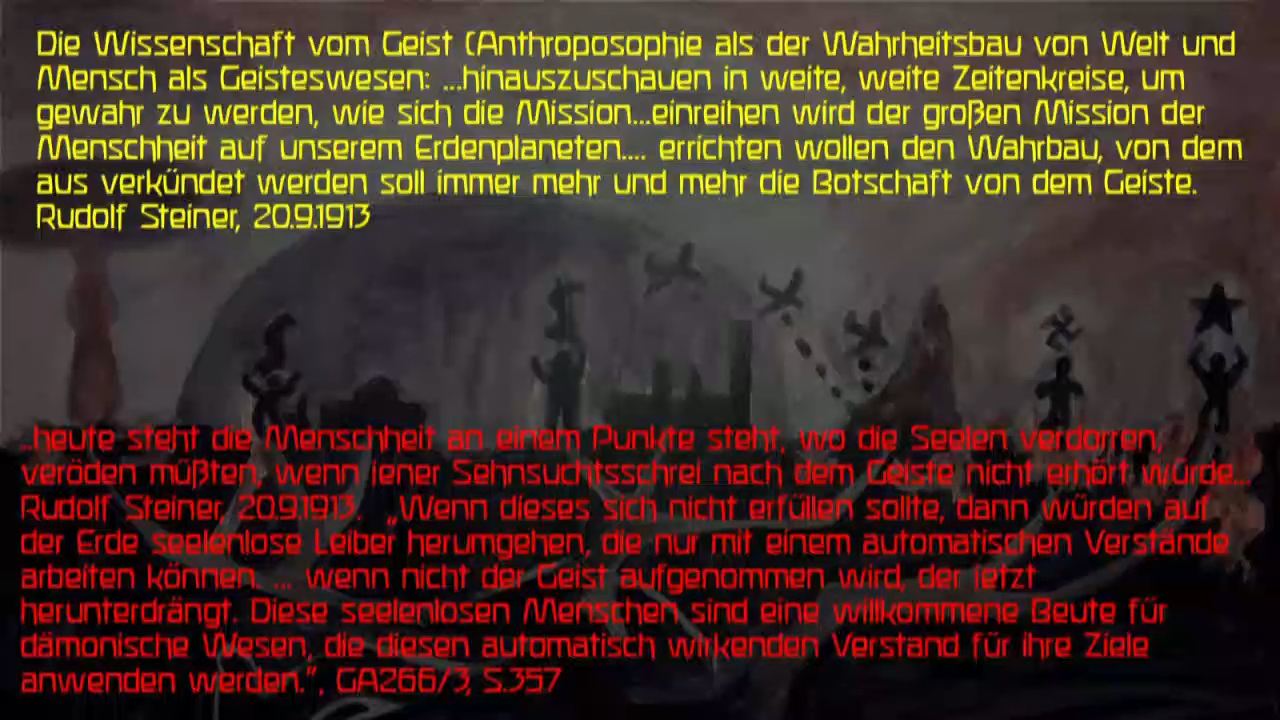 Die Wissenschaft vom Geist (Anthroposophie als der Wahrheitsbau von Welt und
Mensch als Geisteswesen: ...hinauszuschauen in weite, weite Zeitenkreise, um
gewahr zu werden, wie sich die Mission...einreihen wird der großen Mission der
Menschheit auf unserem Erdenplaneten.... errichten wollen den Wahrbau, von dem
aus verkündet werden soll immer mehr und mehr die Botschaft von dem Geiste.
Rudolf Steiner, 20.9.1913
..heute steht die Menschheit an einem Punkte steht, wo die Seelen verdorren,
veröden müßten, wenn jener Sehnsuchtsschrei nach dem Geiste nicht erhört würde...
Rudolf Steiner, 20.9.1913. „Wenn dieses sich nicht erfüllen sollte, dann würden auf
der Erde seelenlose Leiber herumgehen, die nur mit einem automatischen Verstände
arbeiten können. ... wenn nicht der Geist aufgenommen wird, der jetzt
herunterdrängt. Diese seelenlosen Menschen sind eine willkommene Beute für
dämonische Wesen, die diesen automatisch wirkenden Verstand für ihre Ziele
anwenden werden.”, GA266/3, S.357